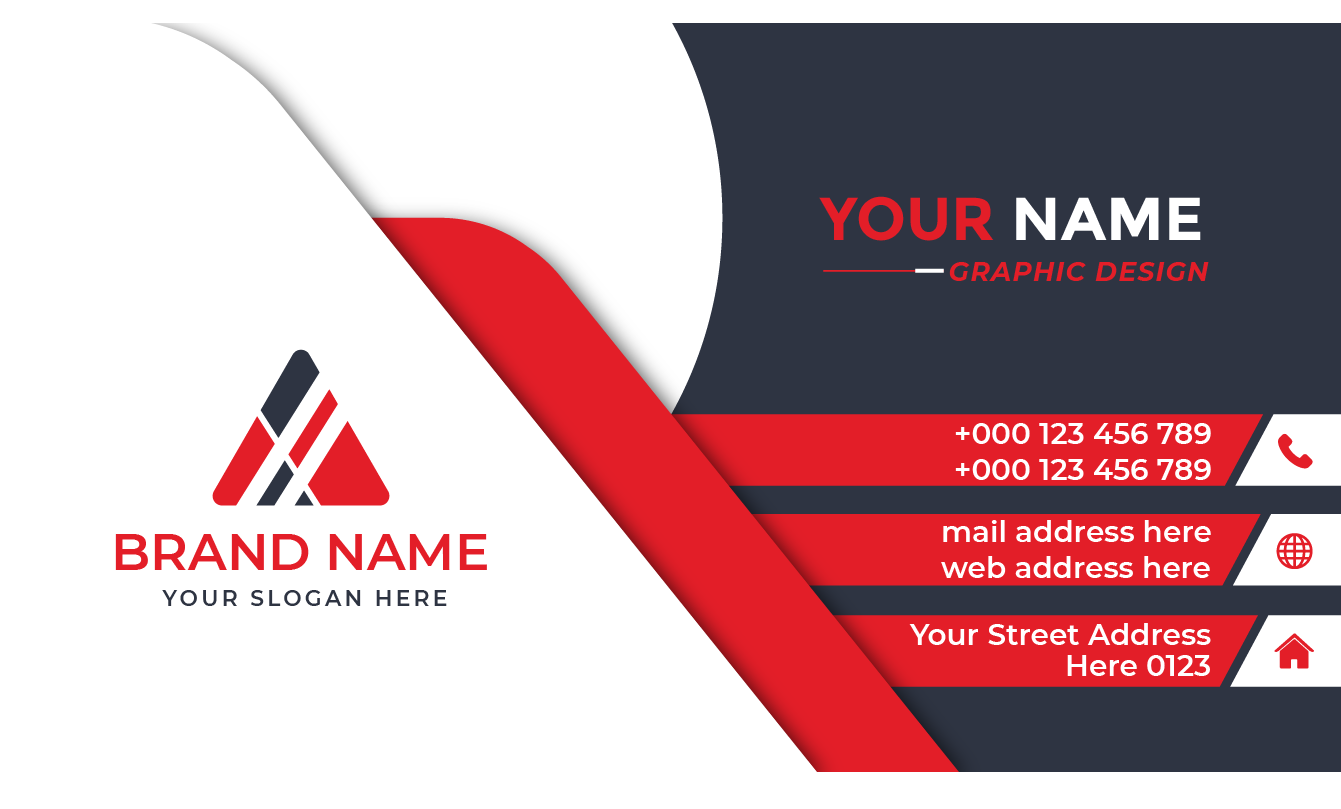 YOUR NAME
GRAPHIC DESIGN
+000 123 456 789
+000 123 456 789
mail address here
web address here
Your Street Address
Here 0123
BRAND NAME
YOUR SLOGAN HERE